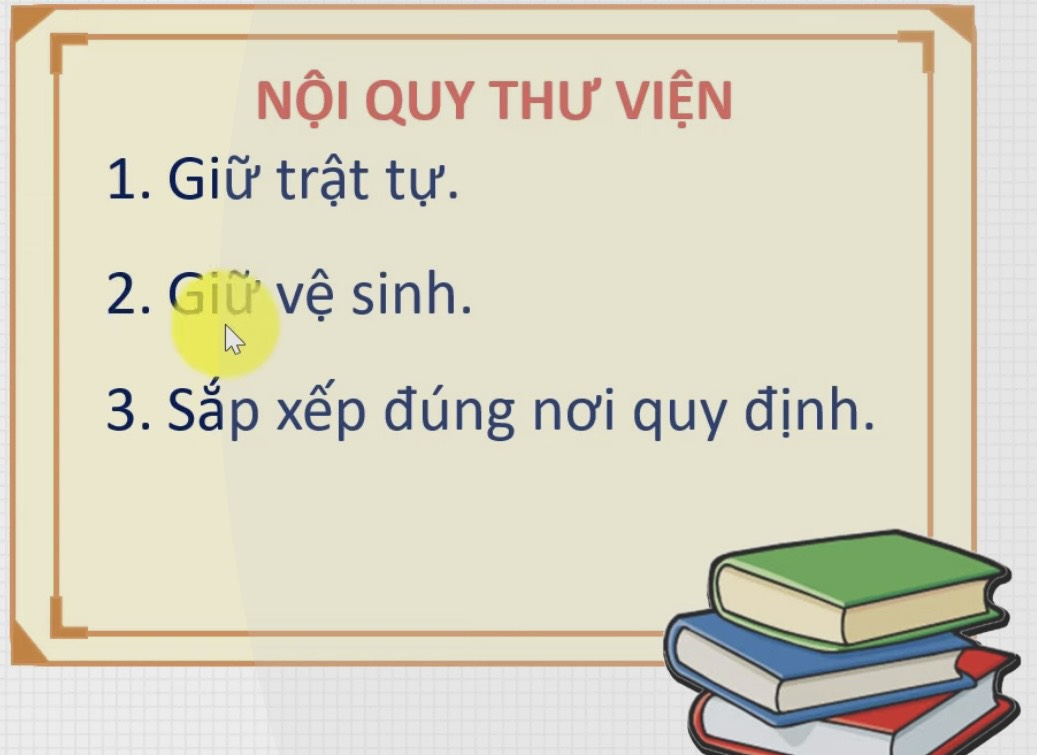 NỘI QUY THƯ VIỆN
1. Giữ trật tự.
2. Giữ vệ sinh.
3. Sắp xếp đúng nơi quy định.